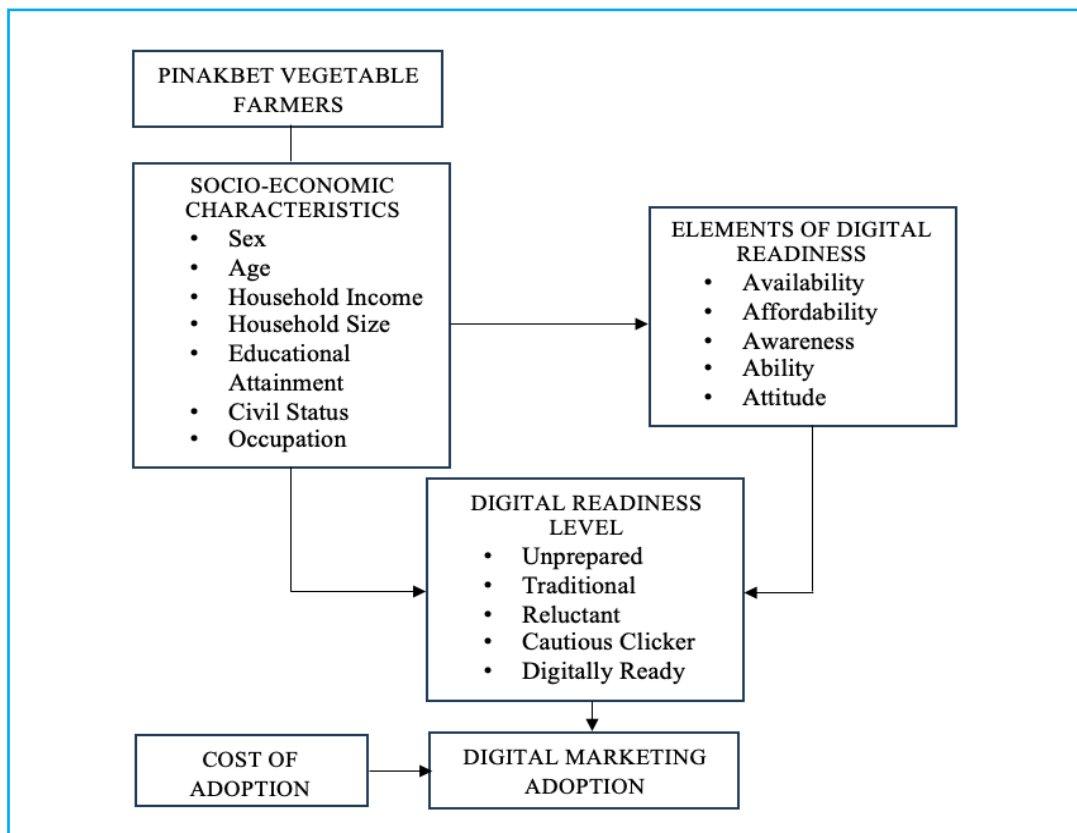 PINAKBET VEGETABLE
FARMERS
SOCIO-ECONOMIC
CHARACTERISTICS
• Sex
• Age
• Household Income
• Household Size
• Educational
Attainment
• Civil Status
• Occupation
ELEMENTS OF DIGITAL
READINESS
• Availability
• Affordability
• Awareness
• Ability
• Attitude
DIGITAL READINESS
LEVEL
• Unprepared
• Traditional
• Reluctant
• Cautious Clicker
• Digitally Ready
COST OF
ADOPTION
DIGITAL MARKETING
ADOPTION